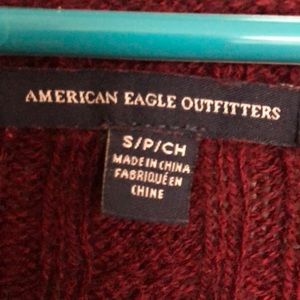 AMERICAN EAGLE OUTFITTERS
S/P/CH
MADE IN CHINA
FABRIQUÉ EN
CHINE